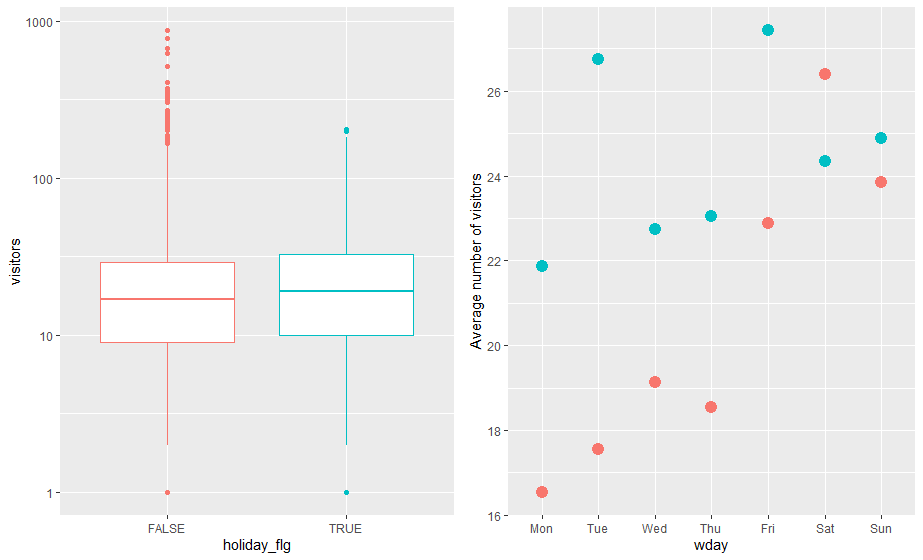 visitors
1000
100
10
1
FALSE
TRUE
holiday_flg
Average number of visitors
26
24
22
20
18
16
Mon
Tue
Wed
Thu
Fri
Sat
Sun
wday